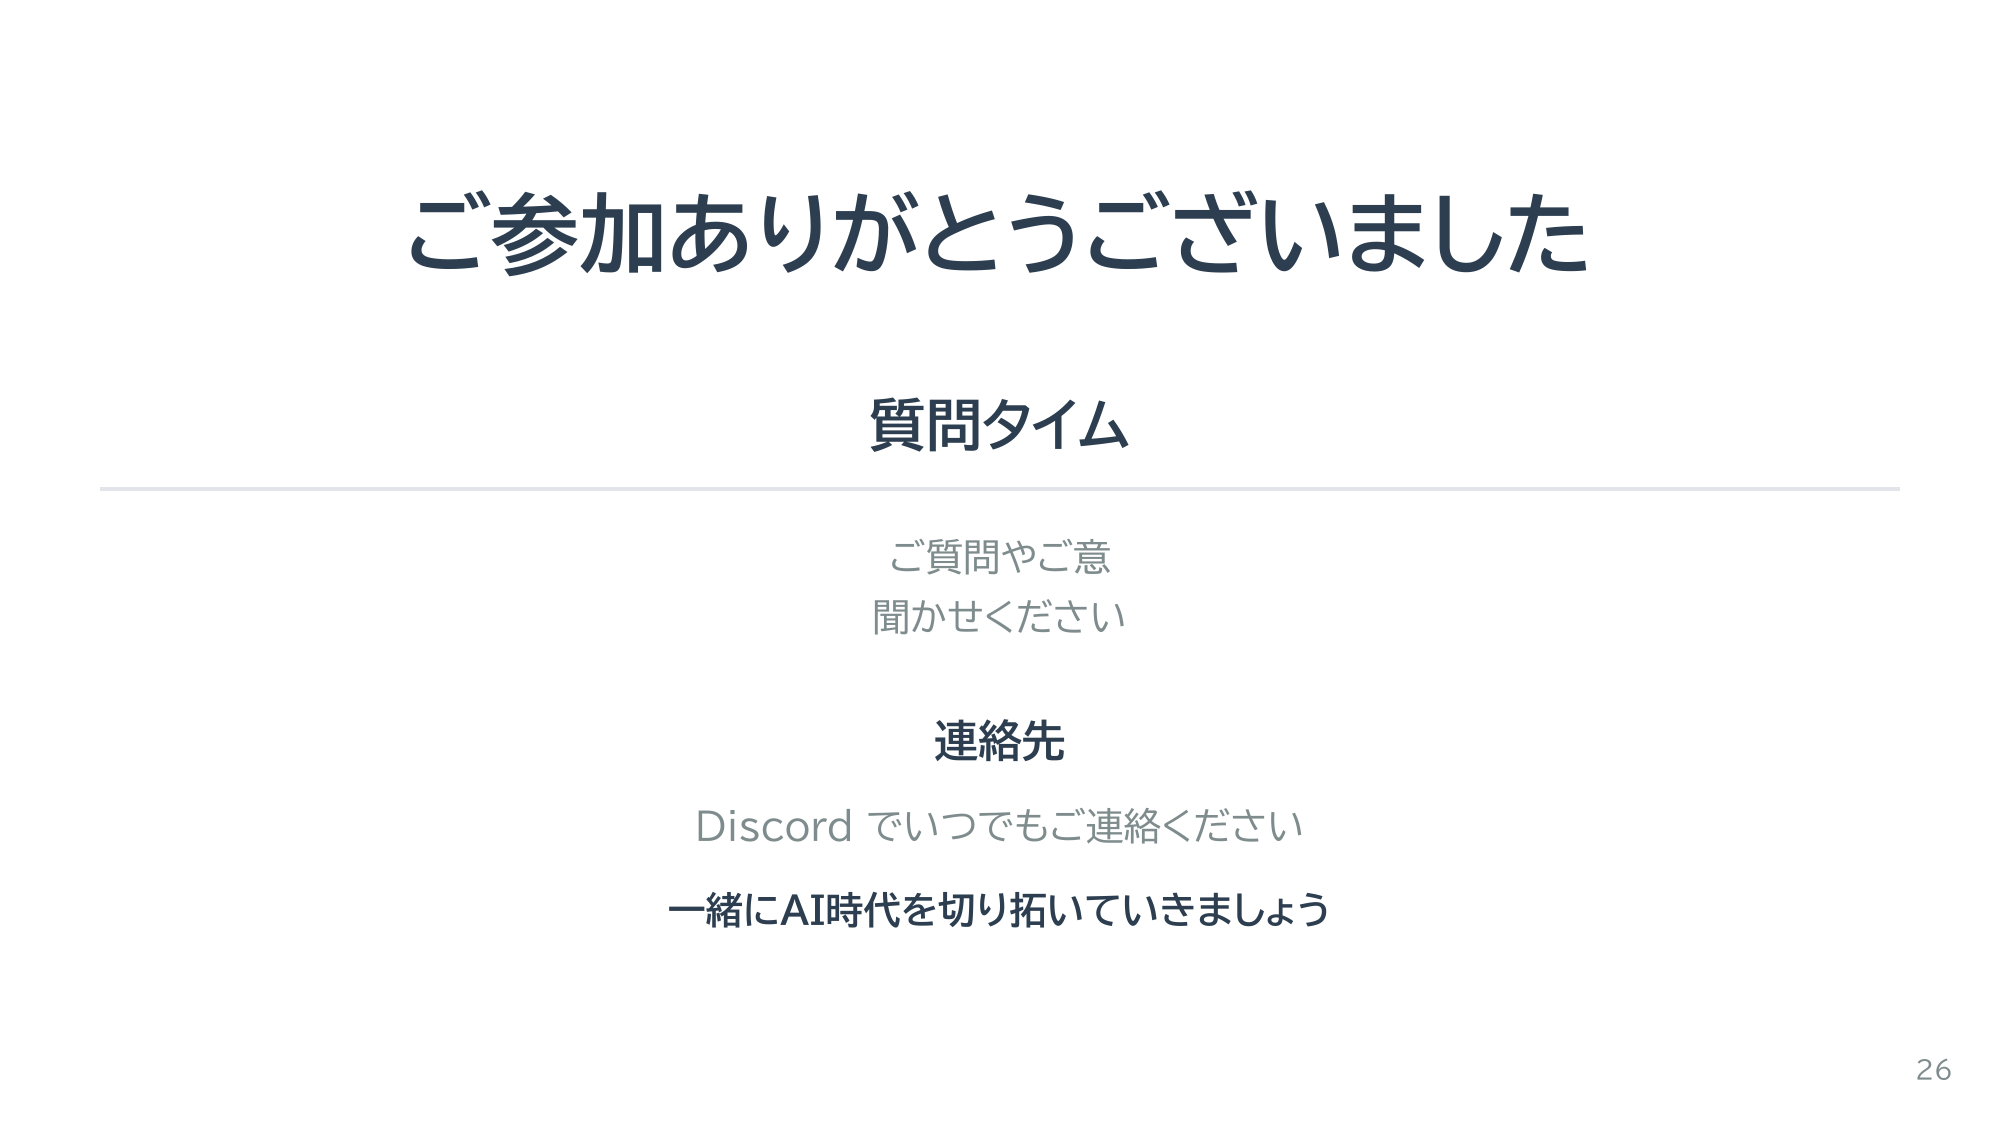 ご参加ありがとうございました
質問タイム
ご質問やご意
聞かせください
連絡先
Discord でいつでもご連絡ください
一緒にAI時代を切り拓いていきましょう
26